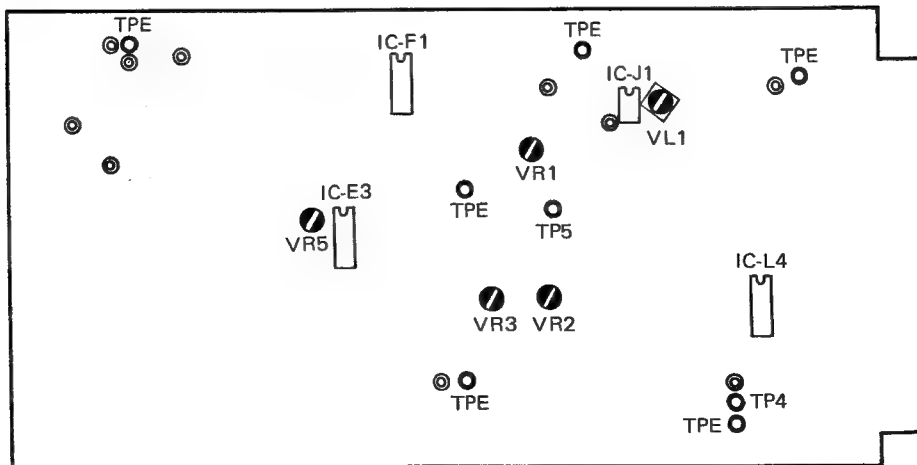 TPE
IC-F1
IC-J1
TPE
VL1
VR1
IC-E3
TPE
TP5
VR5
IC-L4
VR3
VR2
TPE
TP4
TPE